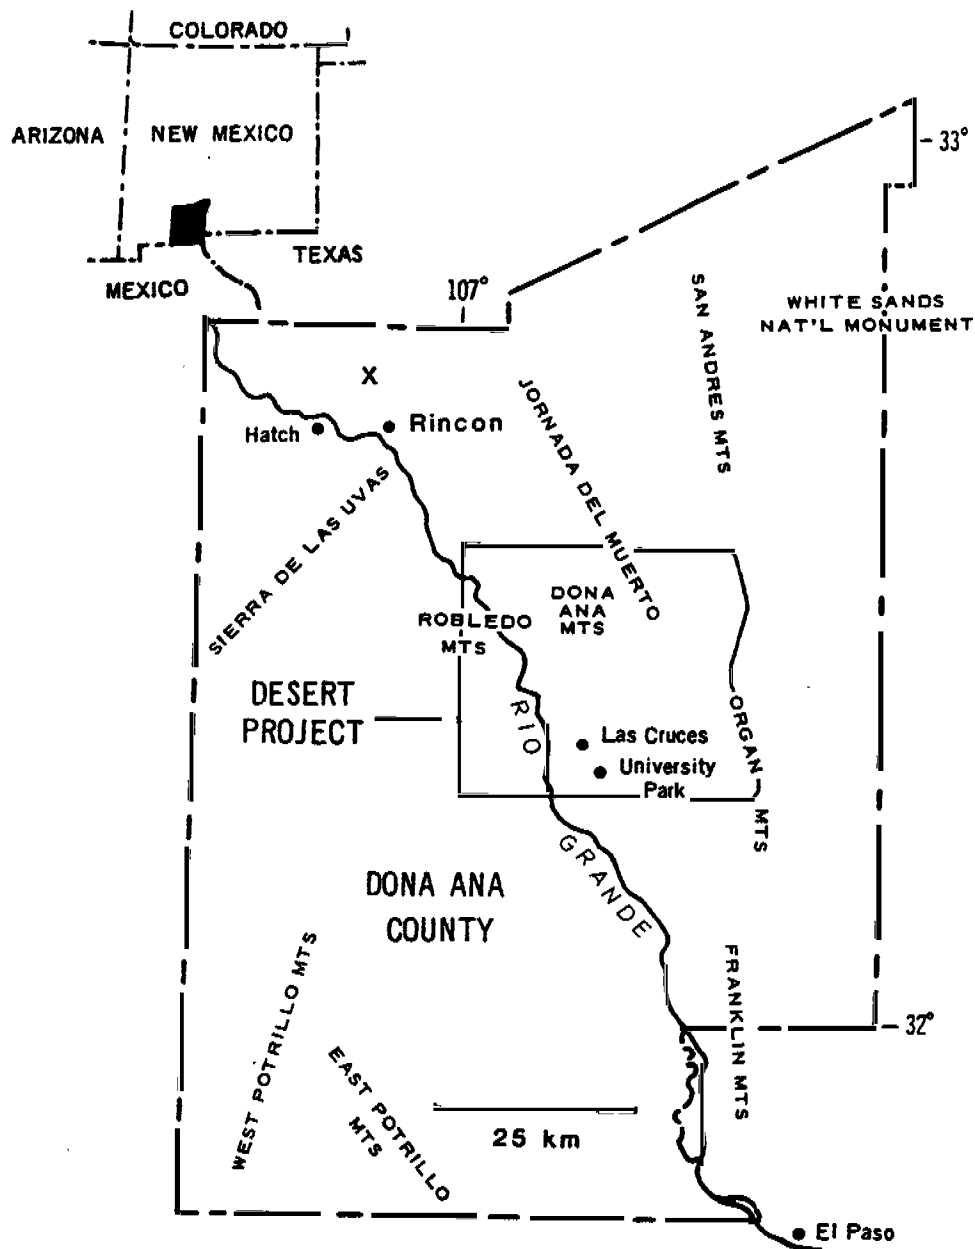 COLORADO
ARIZONA
NEW MEXICO
TEXAS
MEXICO
33°
107°
WHITE SANDS
NAT'L MONUMENT
SAN ANDRES MTS
X
JORNADA DEL MUERTO
Hatch
Rincon
SIERRA DE LAS UVAS
DONA
ANA
MTS
ROBLEDO
MTS
DESERT
PROJECT
RIO
GRANDE
ORGAN
MTS
Las Cruces
University
Park
DONA ANA
COUNTY
WEST POTRILLO MTS
EAST POTRILLO
MTS
FRANKLIN MTS
32°
25 km
El Paso